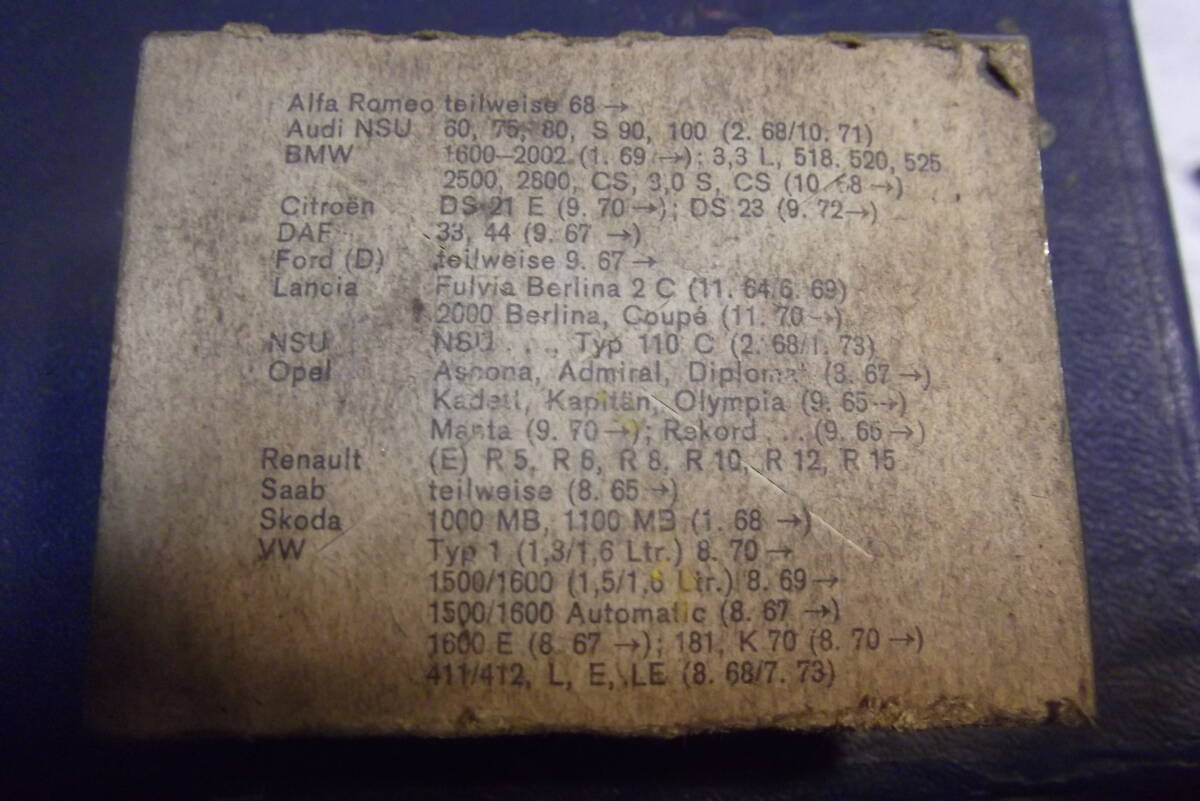 Alfa Romeo teilweise 68 →
Audi NSU 60, 75, 80, S 90, 100 (2. 68/10. 71)
BMW 1600–2002 (1. 69 →); 3,3 L, 518. 520, 525
2500, 2800, CS, 3,0 S, CS (10. 68 →)
Citroën DS 21 E (9. 70 →); DS 23 (9. 72→)
DAF 33, 44 (9. 67 →)
Ford (D) teilweise 9. 67 →
Lancia Fulvia Berlina 2 C (11. 64/6. 69)
2000 Berlina, Coupé (11. 70 →)
NSU NSU . . . Typ 110 C (2. 68/1. 73)
Opel Ascona, Admiral, Diplomat (8. 67 →)
Kadett, Kapitän, Olympia (9. 65 →)
Manta (9. 70 →); Rekord . . . (9. 65 →)
Renault (E) R 5, R 6, R 8, R 10, R 12, R 15
Saab teilweise (8. 65 →)
Skoda 1000 MB, 1100 MB (1. 68 →)
VW Typ 1 (1,3/1,6 Ltr.) 8. 70 →
1500/1600 (1,5/1,6 Ltr.) 8. 69 →
1500/1600 Automatic (8. 67 →)
1600 E (8. 67 →); 181, K 70 (8. 70 →)
411/412, L, E, LE (8. 68/7. 73)